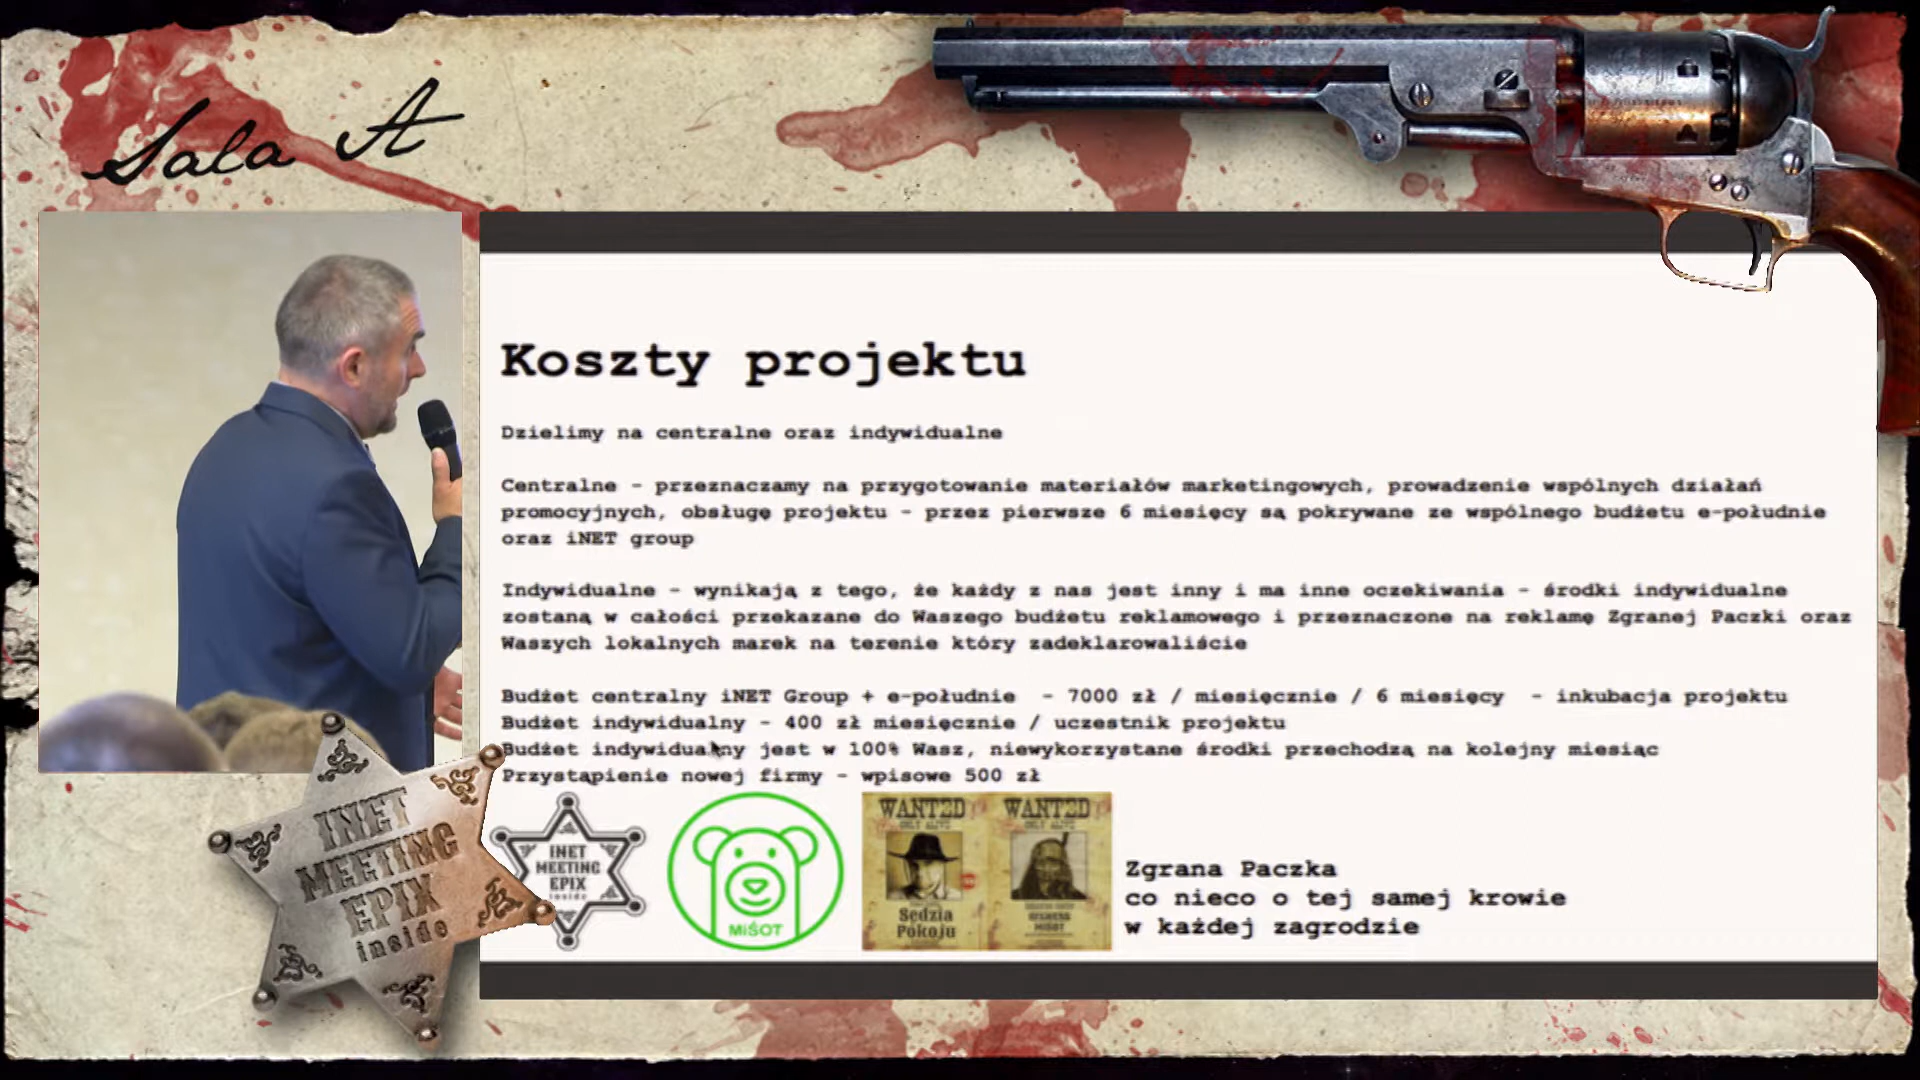 Sala A
Koszty projektu
Dzielimy na centralne oraz indywidualne
Centralne - przeznaczamy na przygotowanie materiałów marketingowych, prowadzenie wspólnych działań
promocyjnych, obsługę projektu - przez pierwsze 6 miesięcy są pokrywane ze wspólnego budżetu e-południe
oraz iNET group
Indywidualne - wynikają z tego, że każdy z nas jest inny i ma inne oczekiwania - środki indywidualne
zostaną w całości przekazane do Waszego budżetu reklamowego i przeznaczone na reklamę Zgranej Paczki oraz
Waszych lokalnych marek na terenie który zadeklarowaliście
Budżet centralny iNET Group + e-południe - 7000 zł / miesięcznie / 6 miesięcy - inkubacja projektu
Budżet indywidualny - 400 zł miesięcznie / uczestnik projektu
Budżet indywidualny jest w 100% Wasz, niewykorzystane środki przechodzą na kolejny miesiąc
Przystąpienie nowej firmy - wpisowe 500 zł
INET
MEETING
EPIX
inside
INET
MEETING
EPIX
inside
MiŚOT
WANTED
ONLY ALIVE
Sędzia
Pokoju
WANTED
ONLY ALIVE
MIŚOT
Zgrana Paczka
co nieco o tej samej krowie
w każdej zagrodzie